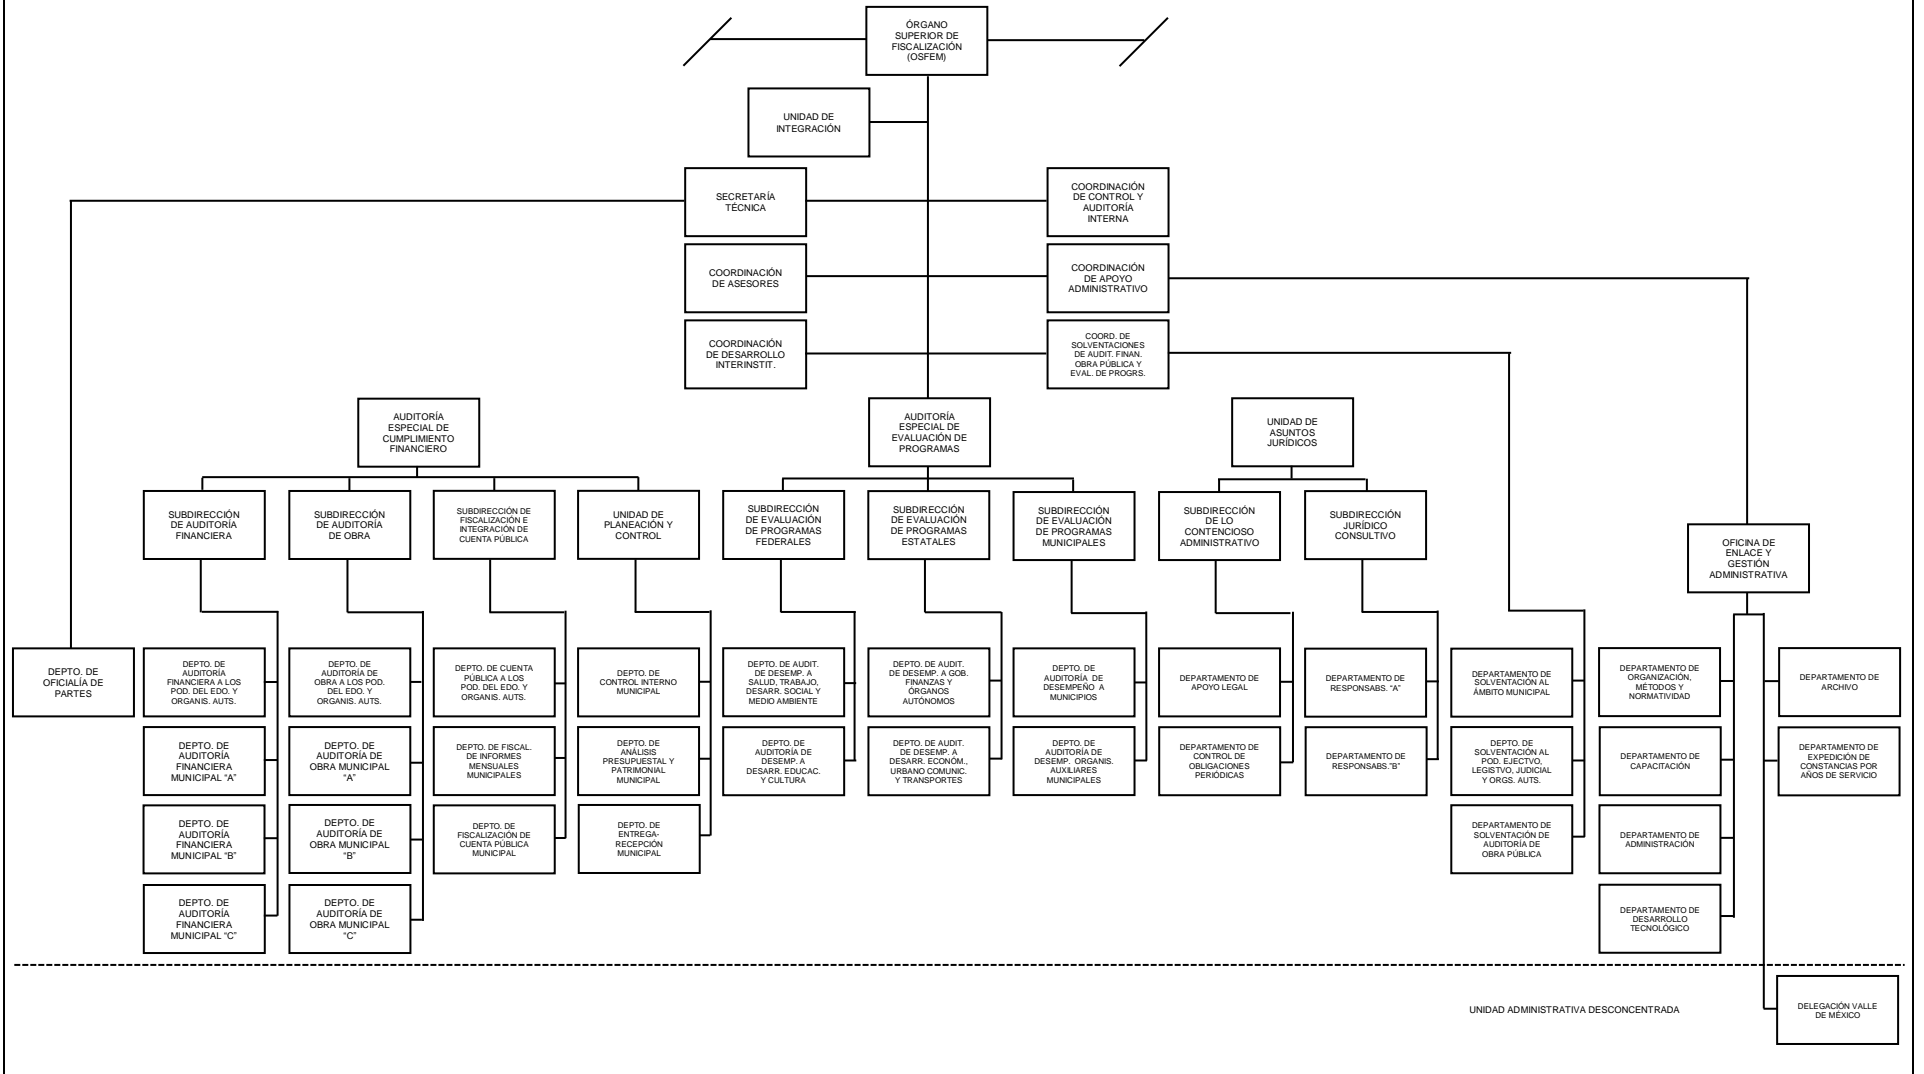 ÓRGANO
SUPERIOR DE
FISCALIZACIÓN
(OSFEM)
UNIDAD DE
INTEGRACIÓN
SECRETARÍA
TÉCNICA
COORDINACIÓN
DE CONTROL Y
AUDITORÍA
INTERNA
COORDINACIÓN
DE ASESORES
COORDINACIÓN
DE APOYO
ADMINISTRATIVO
COORDINACIÓN
DE DESARROLLO
INTERINSTIT.
COORD. DE
SOLVENTACIONES
DE AUDIT. FINAN.
OBRA PÚBLICA Y
EVAL. DE PROGRS.
AUDITORÍA
ESPECIAL DE
CUMPLIMIENTO
FINANCIERO
AUDITORÍA
ESPECIAL DE
EVALUACIÓN DE
PROGRAMAS
UNIDAD DE
ASUNTOS
JURÍDICOS
SUBDIRECCIÓN
DE AUDITORÍA
FINANCIERA
SUBDIRECCIÓN
DE AUDITORÍA
DE OBRA
SUBDIRECCIÓN DE
FISCALIZACIÓN E
INTEGRACIÓN DE
CUENTA PÚBLICA
UNIDAD DE
PLANEACIÓN Y
CONTROL
SUBDIRECCIÓN
DE EVALUACIÓN
DE PROGRAMAS
FEDERALES
SUBDIRECCIÓN
DE EVALUACIÓN
DE PROGRAMAS
ESTATALES
SUBDIRECCIÓN
DE EVALUACIÓN
DE PROGRAMAS
MUNICIPALES
SUBDIRECCIÓN
DE LO
CONTENCIOSO
ADMINISTRATIVO
SUBDIRECCIÓN
JURÍDICO
CONSULTIVO
OFICINA DE
ENLACE Y
GESTIÓN
ADMINISTRATIVA
DEPTO. DE
OFICIALÍA DE
PARTES
DEPTO. DE
AUDITORÍA
FINANCIERA A LOS
POD. DEL EDO. Y
ORGANIS. AUTS.
DEPTO. DE
AUDITORÍA DE
OBRA A LOS POD.
DEL EDO. Y
ORGANIS. AUTS.
DEPTO. DE CUENTA
PÚBLICA A LOS
POD. DEL EDO. Y
ORGANIS. AUTS.
DEPTO. DE
CONTROL INTERNO
MUNICIPAL
DEPTO. DE AUDIT.
DE DESEMP. A
SALUD, TRABAJO,
DESARR. SOCIAL Y
MEDIO AMBIENTE
DEPTO. DE AUDIT.
DE DESEMP. A GOB.
FINANZAS Y
ÓRGANOS
AUTÓNOMOS
DEPTO. DE
AUDITORÍA DE
DESEMPEÑO A
MUNICIPIOS
DEPARTAMENTO DE
APOYO LEGAL
DEPARTAMENTO DE
RESPONSABS. "A"
DEPARTAMENTO DE
SOLVENTACIÓN AL
ÁMBITO MUNICIPAL
DEPARTAMENTO DE
ORGANIZACIÓN,
MÉTODOS Y
NORMATIVIDAD
DEPARTAMENTO DE
ARCHIVO
DEPTO. DE
AUDITORÍA
FINANCIERA
MUNICIPAL "A"
DEPTO. DE
AUDITORÍA DE
OBRA MUNICIPAL
"A"
DEPTO. DE FISCAL.
DE INFORMES
MENSUALES
MUNICIPALES
DEPTO. DE
ANÁLISIS
PRESUPUESTAL Y
PATRIMONIAL
MUNICIPAL
DEPTO. DE
AUDITORÍA DE
DESEMP. A
DESARR. EDUCAC.
Y CULTURA
DEPTO. DE AUDIT.
DE DESEMP. A
DESARR. ECONÓM.,
URBANO COMUNIC.
Y TRANSPORTES
DEPTO. DE
AUDITORÍA DE
DESEMP. ORGANIS.
AUXILIARES
MUNICIPALES
DEPARTAMENTO DE
CONTROL DE
OBLIGACIONES
PERIÓDICAS
DEPARTAMENTO DE
RESPONSABS."B"
DEPTO. DE
SOLVENTACIÓN AL
POD. EJECTVO,
LEGISTVO, JUDICIAL
Y ORGS. AUTS.
DEPARTAMENTO DE
CAPACITACIÓN
DEPARTAMENTO DE
EXPEDICIÓN DE
CONSTANCIAS POR
AÑOS DE SERVICIO
DEPTO. DE
AUDITORÍA
FINANCIERA
MUNICIPAL "B"
DEPTO. DE
AUDITORÍA DE
OBRA MUNICIPAL
"B"
DEPTO. DE
FISCALIZACIÓN DE
CUENTA PÚBLICA
MUNICIPAL
DEPTO. DE
ENTREGA-
RECEPCIÓN
MUNICIPAL
DEPARTAMENTO DE
SOLVENTACIÓN DE
AUDITORÍA DE
OBRA PÚBLICA
DEPARTAMENTO DE
ADMINISTRACIÓN
DEPTO. DE
AUDITORÍA
FINANCIERA
MUNICIPAL "C"
DEPTO. DE
AUDITORÍA DE
OBRA MUNICIPAL
"C"
DEPARTAMENTO DE
DESARROLLO
TECNOLÓGICO
UNIDAD ADMINISTRATIVA DESCONCENTRADA
DELEGACIÓN VALLE
DE MÉXICO